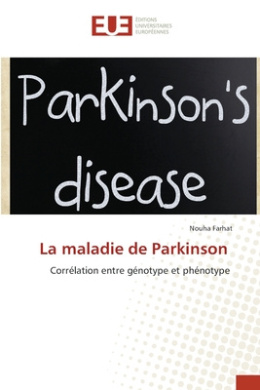 EUE
ÉDITIONS
UNIVERSITAIRES
EUROPÉENNES
Parkinson's
disease
Nouha Farhat
La maladie de Parkinson
Corrélation entre génotype et phénotype